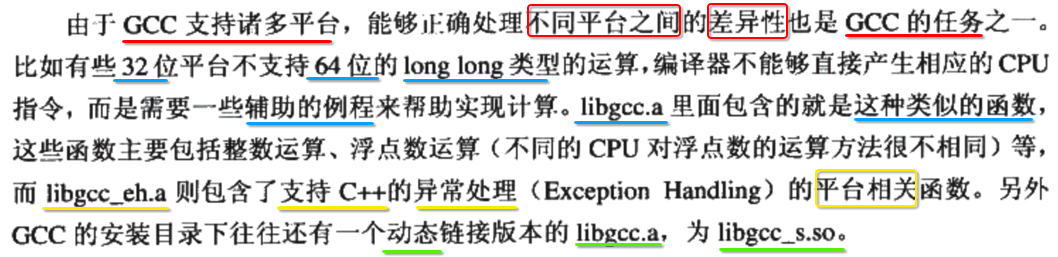 由于 GCC 支持诸多平台，能够正确处理不同平台之间的差异性也是 GCC 的任务之一。
比如有些 32 位平台不支持 64 位的 long long 类型的运算，编译器不能够直接产生相应的 CPU
指令，而是需要一些辅助的例程来帮助实现计算。libgcc.a 里面包含的就是这种类似的函数，
这些函数主要包括整数运算、浮点数运算（不同的 CPU 对浮点数的运算方法很不相同）等，
而 libgcc_eh.a 则包含了支持 C++的异常处理（Exception Handling）的平台相关函数。另外
GCC 的安装目录下往往还有一个动态链接版本的 libgcc.a，为 libgcc_s.so。